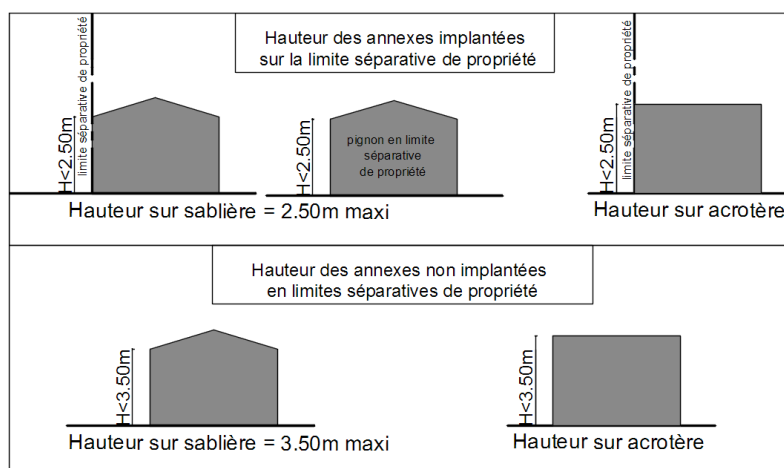 Hauteur des annexes implantées
sur la limite séparative de propriété
H<2.50m
limite séparative de propriété
H<2.50m
pignon en limite
séparative
de propriété
H<2.50m
limite séparative de propriété
Hauteur sur sablière = 2.50m maxi
Hauteur sur acrotère
Hauteur des annexes non implantées
en limites séparatives de propriété
H<3.50m
H<3.50m
Hauteur sur sablière = 3.50m maxi
Hauteur sur acrotère